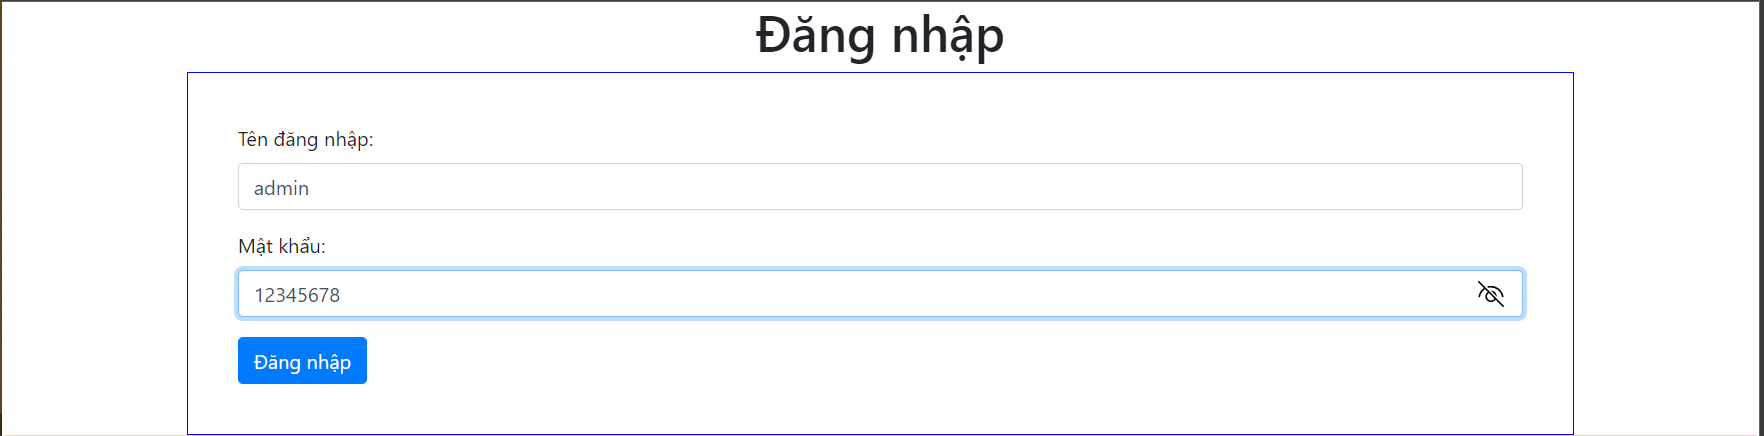 Đăng nhập
Tên đăng nhập:
admin
Mật khẩu:
12345678
Đăng nhập